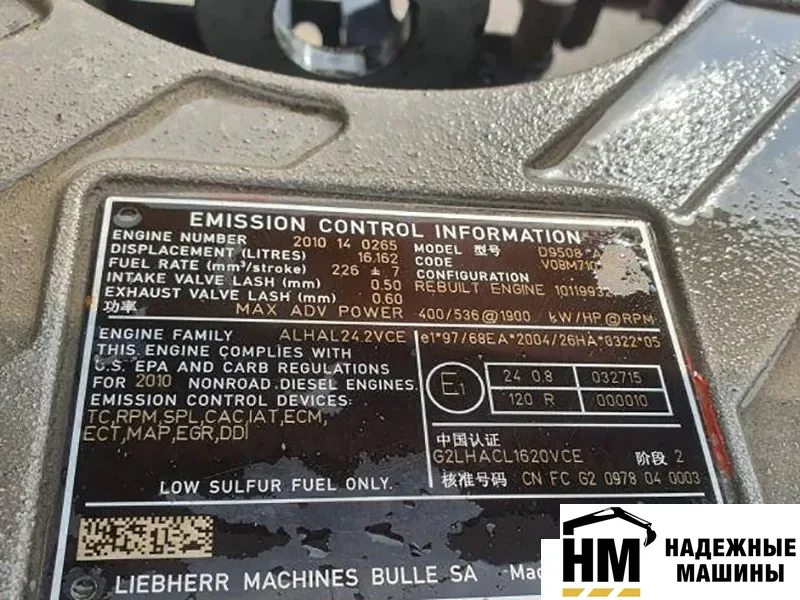 EMISSION CONTROL INFORMATION
ENGINE NUMBER 2010 14 0265 MODEL 型号 D9508
DISPLACEMENT (LITRES) 16.162 CODE V08M710
FUEL RATE (mm³/stroke) 226 ± 7 CONFIGURATION
INTAKE VALVE LASH (mm) 0.50 REBUILT ENGINE 1011993
EXHAUST VALVE LASH (mm) 0.60
功率 MAX ADV POWER 400/536@1900 kW/HP@RPM
ENGINE FAMILY ALHAL24.2VCE e1*97/68EA*2004/26HA*0322*05
THIS ENGINE COMPLIES WITH
U.S. EPA AND CARB REGULATIONS
FOR 2010 NONROAD DIESEL ENGINES.
EMISSION CONTROL DEVICES:
TC,RPM,SPL,CAC,IAT,ECM,
ECT,MAP,EGR,DDI
E1 24 0.8 032715
120 R 000010
中国认证
G2LHACL1620VCE 阶段 2
核准号码 CN FC G2 0978 04 0003
LOW SULFUR FUEL ONLY.
LIEBHERR MACHINES BULLE SA
НМ НАДЕЖНЫЕ
МАШИНЫ